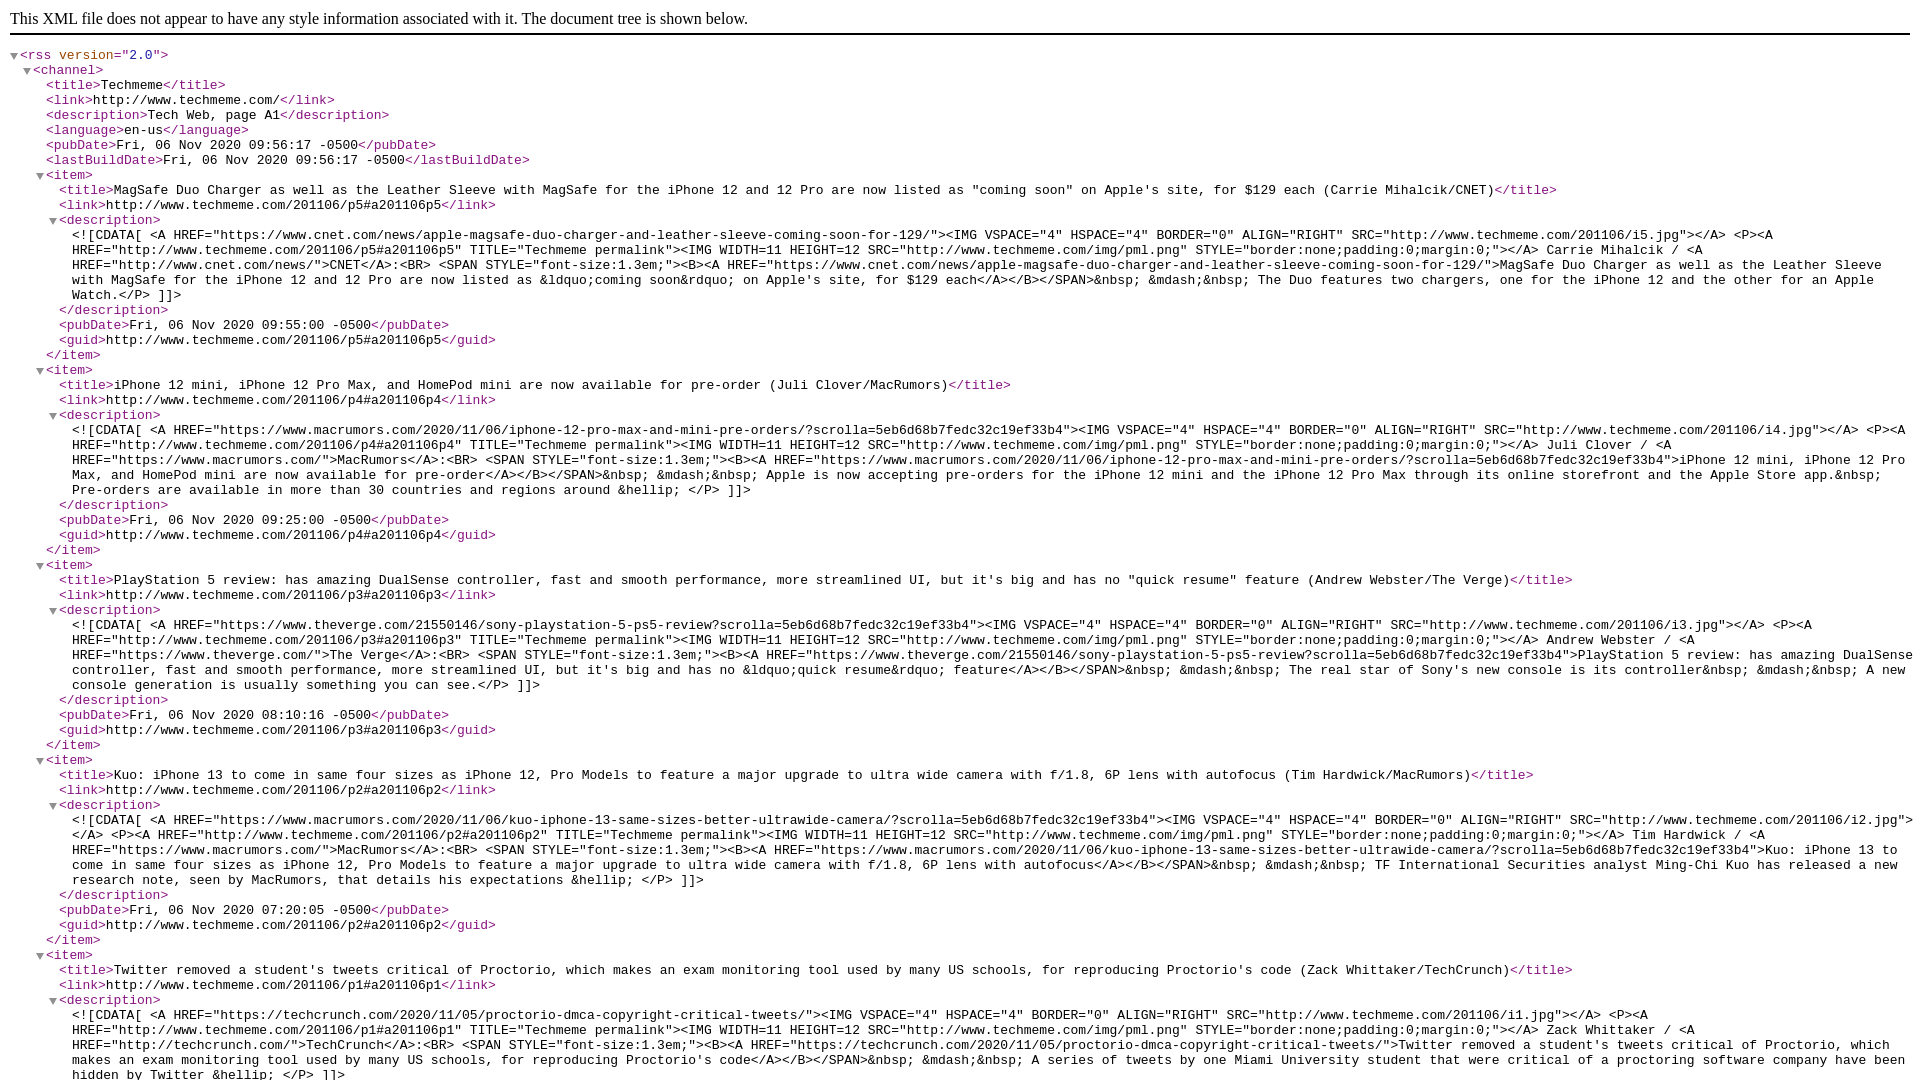 This XML file does not appear to have any style information associated with it. The document tree is shown below.
<rss version="2.0">
<channel>
<title>Techmeme</title>
<link>http://www.techmeme.com/</link>
<description>Tech Web, page A1</description>
<language>en-us</language>
<pubDate>Fri, 06 Nov 2020 09:56:17 -0500</pubDate>
<lastBuildDate>Fri, 06 Nov 2020 09:56:17 -0500</lastBuildDate>
<item>
<title>MagSafe Duo Charger as well as the Leather Sleeve with MagSafe for the iPhone 12 and 12 Pro are now listed as "coming soon" on Apple's site, for $129 each (Carrie Mihalcik/CNET)</title>
<link>http://www.techmeme.com/201106/p5#a201106p5</link>
<description>
<![CDATA[ <A HREF="https://www.cnet.com/news/apple-magsafe-duo-charger-and-leather-sleeve-coming-soon-for-129/"><IMG VSPACE="4" HSPACE="4" BORDER="0" ALIGN="RIGHT" SRC="http://www.techmeme.com/201106/i5.jpg"></A> <P><A
HREF="http://www.techmeme.com/201106/p5#a201106p5" TITLE="Techmeme permalink"><IMG WIDTH=11 HEIGHT=12 SRC="http://www.techmeme.com/img/pml.png" STYLE="border:none;padding:0;margin:0;"></A> Carrie Mihalcik / <A
HREF="http://www.cnet.com/news/">CNET</A>:<BR> <SPAN STYLE="font-size:1.3em;"><B><A HREF="https://www.cnet.com/news/apple-magsafe-duo-charger-and-leather-sleeve-coming-soon-for-129/">MagSafe Duo Charger as well as the Leather Sleeve
with MagSafe for the iPhone 12 and 12 Pro are now listed as &ldquo;coming soon&rdquo; on Apple's site, for $129 each</A></B></SPAN>&nbsp; &mdash;&nbsp; The Duo features two chargers, one for the iPhone 12 and the other for an Apple
Watch.</P> ]]>
</description>
<pubDate>Fri, 06 Nov 2020 09:55:00 -0500</pubDate>
<guid>http://www.techmeme.com/201106/p5#a201106p5</guid>
</item>
<item>
<title>iPhone 12 mini, iPhone 12 Pro Max, and HomePod mini are now available for pre-order (Juli Clover/MacRumors)</title>
<link>http://www.techmeme.com/201106/p4#a201106p4</link>
<description>
<![CDATA[ <A HREF="https://www.macrumors.com/2020/11/06/iphone-12-pro-max-and-mini-pre-orders/?scrolla=5eb6d68b7fedc32c19ef33b4"><IMG VSPACE="4" HSPACE="4" BORDER="0" ALIGN="RIGHT" SRC="http://www.techmeme.com/201106/i4.jpg"></A> <P><A
HREF="http://www.techmeme.com/201106/p4#a201106p4" TITLE="Techmeme permalink"><IMG WIDTH=11 HEIGHT=12 SRC="http://www.techmeme.com/img/pml.png" STYLE="border:none;padding:0;margin:0;"></A> Juli Clover / <A
HREF="https://www.macrumors.com/">MacRumors</A>:<BR> <SPAN STYLE="font-size:1.3em;"><B><A HREF="https://www.macrumors.com/2020/11/06/iphone-12-pro-max-and-mini-pre-orders/?scrolla=5eb6d68b7fedc32c19ef33b4">iPhone 12 mini, iPhone 12 Pro
Max, and HomePod mini are now available for pre-order</A></B></SPAN>&nbsp; &mdash;&nbsp; Apple is now accepting pre-orders for the iPhone 12 mini and the iPhone 12 Pro Max through its online storefront and the Apple Store app.&nbsp;
Pre-orders are available in more than 30 countries and regions around &hellip; </P> ]]>
</description>
<pubDate>Fri, 06 Nov 2020 09:25:00 -0500</pubDate>
<guid>http://www.techmeme.com/201106/p4#a201106p4</guid>
</item>
<item>
<title>PlayStation 5 review: has amazing DualSense controller, fast and smooth performance, more streamlined UI, but it's big and has no "quick resume" feature (Andrew Webster/The Verge)</title>
<link>http://www.techmeme.com/201106/p3#a201106p3</link>
<description>
<![CDATA[ <A HREF="https://www.theverge.com/21550146/sony-playstation-5-ps5-review?scrolla=5eb6d68b7fedc32c19ef33b4"><IMG VSPACE="4" HSPACE="4" BORDER="0" ALIGN="RIGHT" SRC="http://www.techmeme.com/201106/i3.jpg"></A> <P><A
HREF="http://www.techmeme.com/201106/p3#a201106p3" TITLE="Techmeme permalink"><IMG WIDTH=11 HEIGHT=12 SRC="http://www.techmeme.com/img/pml.png" STYLE="border:none;padding:0;margin:0;"></A> Andrew Webster / <A
HREF="https://www.theverge.com/">The Verge</A>:<BR> <SPAN STYLE="font-size:1.3em;"><B><A HREF="https://www.theverge.com/21550146/sony-playstation-5-ps5-review?scrolla=5eb6d68b7fedc32c19ef33b4">PlayStation 5 review: has amazing DualSense
controller, fast and smooth performance, more streamlined UI, but it's big and has no &ldquo;quick resume&rdquo; feature</A></B></SPAN>&nbsp; &mdash;&nbsp; The real star of Sony's new console is its controller&nbsp; &mdash;&nbsp; A new
console generation is usually something you can see.</P> ]]>
</description>
<pubDate>Fri, 06 Nov 2020 08:10:16 -0500</pubDate>
<guid>http://www.techmeme.com/201106/p3#a201106p3</guid>
</item>
<item>
<title>Kuo: iPhone 13 to come in same four sizes as iPhone 12, Pro Models to feature a major upgrade to ultra wide camera with f/1.8, 6P lens with autofocus (Tim Hardwick/MacRumors)</title>
<link>http://www.techmeme.com/201106/p2#a201106p2</link>
<description>
<![CDATA[ <A HREF="https://www.macrumors.com/2020/11/06/kuo-iphone-13-same-sizes-better-ultrawide-camera/?scrolla=5eb6d68b7fedc32c19ef33b4"><IMG VSPACE="4" HSPACE="4" BORDER="0" ALIGN="RIGHT" SRC="http://www.techmeme.com/201106/i2.jpg">
</A> <P><A HREF="http://www.techmeme.com/201106/p2#a201106p2" TITLE="Techmeme permalink"><IMG WIDTH=11 HEIGHT=12 SRC="http://www.techmeme.com/img/pml.png" STYLE="border:none;padding:0;margin:0;"></A> Tim Hardwick / <A
HREF="https://www.macrumors.com/">MacRumors</A>:<BR> <SPAN STYLE="font-size:1.3em;"><B><A HREF="https://www.macrumors.com/2020/11/06/kuo-iphone-13-same-sizes-better-ultrawide-camera/?scrolla=5eb6d68b7fedc32c19ef33b4">Kuo: iPhone 13 to
come in same four sizes as iPhone 12, Pro Models to feature a major upgrade to ultra wide camera with f/1.8, 6P lens with autofocus</A></B></SPAN>&nbsp; &mdash;&nbsp; TF International Securities analyst Ming-Chi Kuo has released a new
research note, seen by MacRumors, that details his expectations &hellip; </P> ]]>
</description>
<pubDate>Fri, 06 Nov 2020 07:20:05 -0500</pubDate>
<guid>http://www.techmeme.com/201106/p2#a201106p2</guid>
</item>
<item>
<title>Twitter removed a student's tweets critical of Proctorio, which makes an exam monitoring tool used by many US schools, for reproducing Proctorio's code (Zack Whittaker/TechCrunch)</title>
<link>http://www.techmeme.com/201106/p1#a201106p1</link>
<description>
<![CDATA[ <A HREF="https://techcrunch.com/2020/11/05/proctorio-dmca-copyright-critical-tweets/"><IMG VSPACE="4" HSPACE="4" BORDER="0" ALIGN="RIGHT" SRC="http://www.techmeme.com/201106/i1.jpg"></A> <P><A
HREF="http://www.techmeme.com/201106/p1#a201106p1" TITLE="Techmeme permalink"><IMG WIDTH=11 HEIGHT=12 SRC="http://www.techmeme.com/img/pml.png" STYLE="border:none;padding:0;margin:0;"></A> Zack Whittaker / <A
HREF="http://techcrunch.com/">TechCrunch</A>:<BR> <SPAN STYLE="font-size:1.3em;"><B><A HREF="https://techcrunch.com/2020/11/05/proctorio-dmca-copyright-critical-tweets/">Twitter removed a student's tweets critical of Proctorio, which
makes an exam monitoring tool used by many US schools, for reproducing Proctorio's code</A></B></SPAN>&nbsp; &mdash;&nbsp; A series of tweets by one Miami University student that were critical of a proctoring software company have been
hidden by Twitter &hellip; </P> ]]>